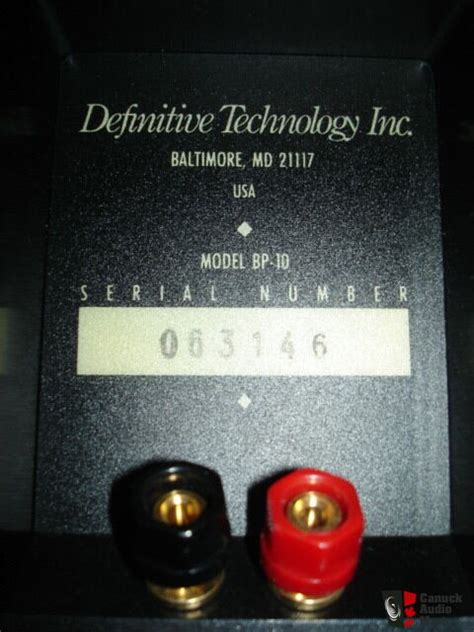 Definitive Technology Inc.
BALTIMORE, MD 21117
USA
MODEL BP-10
SERIAL NUMBER
063146
Canuck
Audio